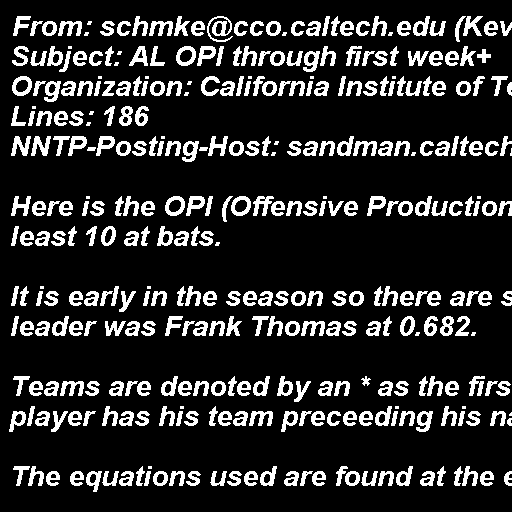 From: schmke@cco.caltech.edu (Kev
Subject: AL OPI through first week+
Organization: California Institute of Te
Lines: 186
NNTP-Posting-Host: sandman.caltech
Here is the OPI (Offensive Production
least 10 at bats.
It is early in the season so there are s
leader was Frank Thomas at 0.682.
Teams are denoted by an * as the firs
player has his team preceeding his na
The equations used are found at the e